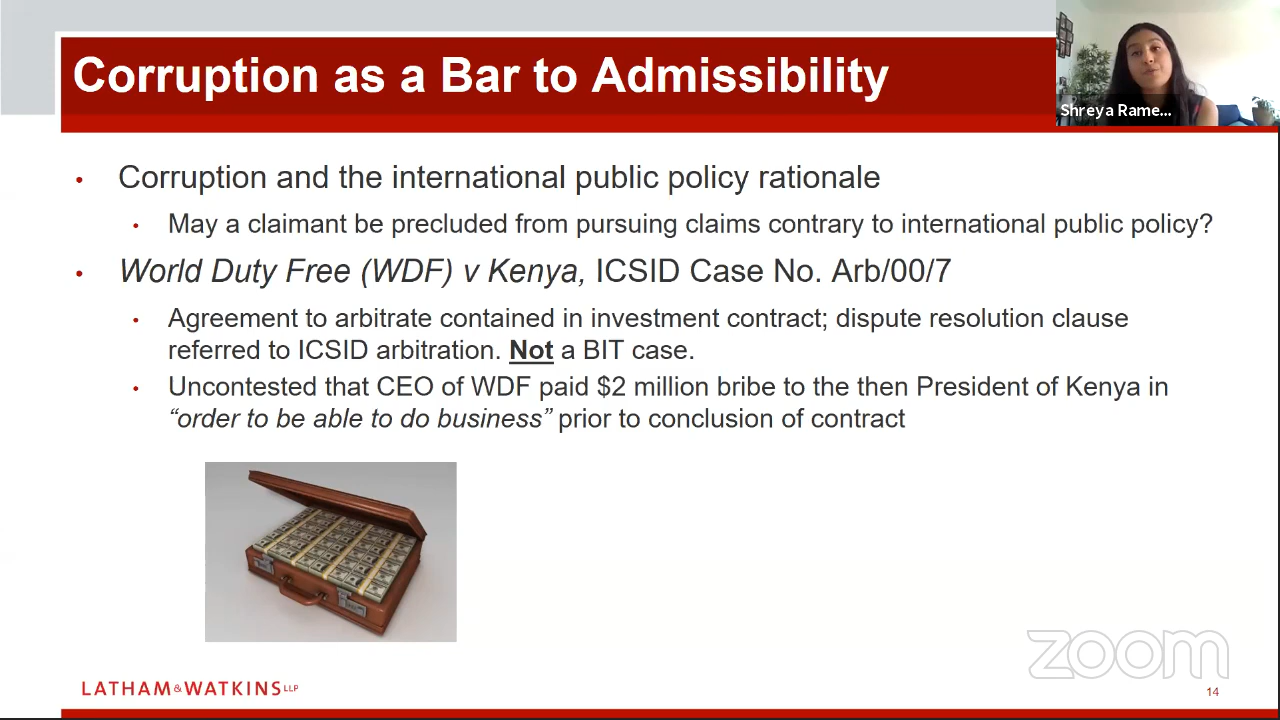 Corruption as a Bar to Admissibility
Shreya Rame...
• Corruption and the international public policy rationale
• May a claimant be precluded from pursuing claims contrary to international public policy?
• World Duty Free (WDF) v Kenya, ICSID Case No. Arb/00/7
• Agreement to arbitrate contained in investment contract; dispute resolution clause
referred to ICSID arbitration. Not a BIT case.
• Uncontested that CEO of WDF paid $2 million bribe to the then President of Kenya in
“order to be able to do business” prior to conclusion of contract
zoom
LATHAM&WATKINS LLP
14